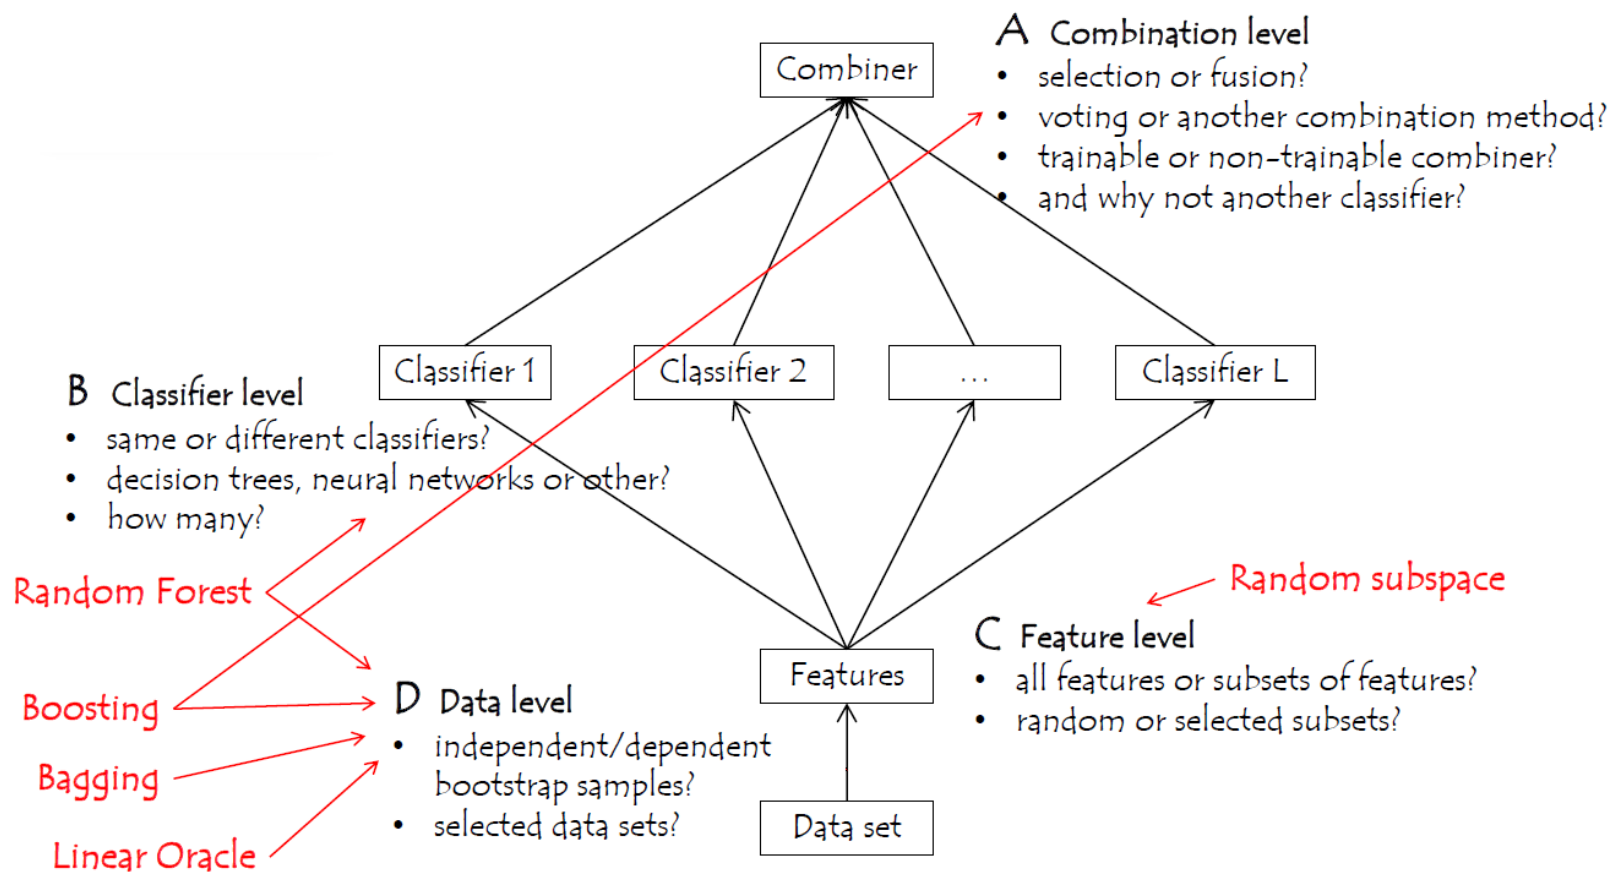 A Combination level
Combiner
• selection or fusion?
• voting or another combination method?
• trainable or non-trainable combiner?
• and why not another classifier?
Classifier 1
Classifier 2
...
Classifier L
B Classifier level
• same or different classifiers?
• decision trees, neural networks or other?
• how many?
Random Forest
Random subspace
C Feature level
• all features or subsets of features?
• random or selected subsets?
Features
Boosting
D Data level
• independent/dependent
bootstrap samples?
• selected data sets?
Bagging
Data set
Linear Oracle